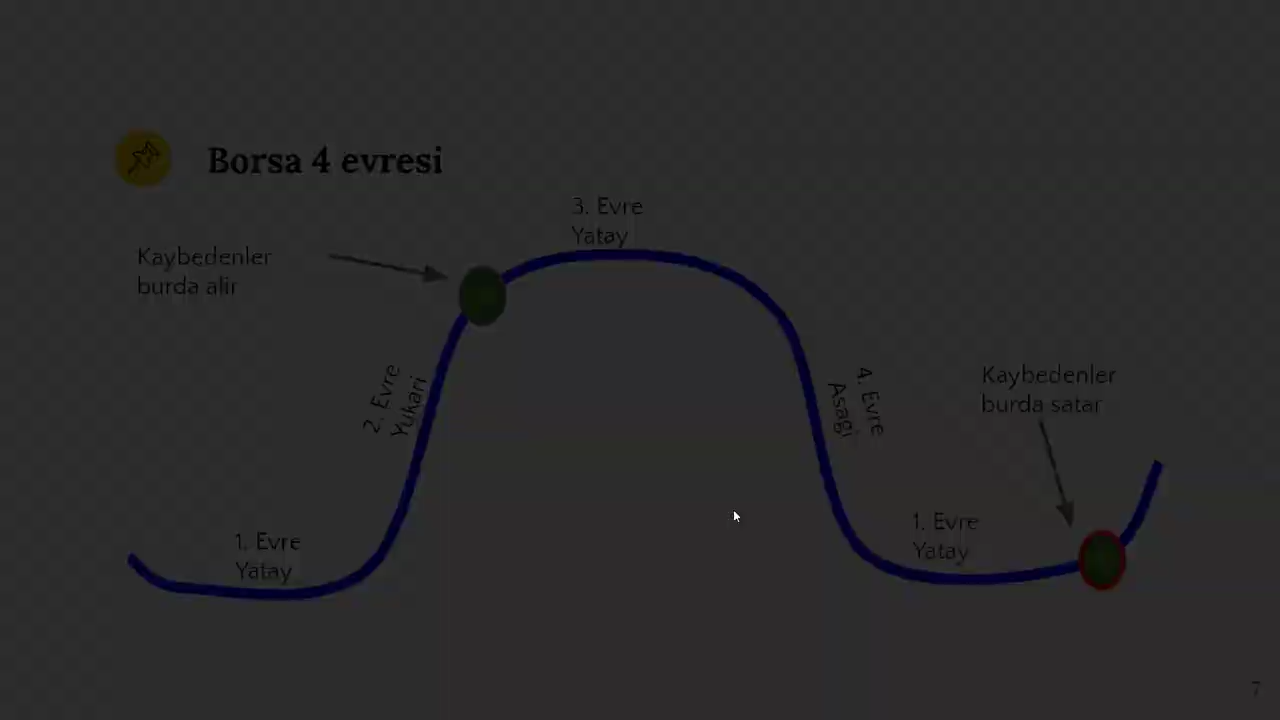 Borsa 4 evresi
3. Evre
Yatay
Kaybedenler
burda alir
2. Evre
Yukari
4. Evre
Asagi
Kaybedenler
burda satar
1. Evre
Yatay
1. Evre
Yatay
7